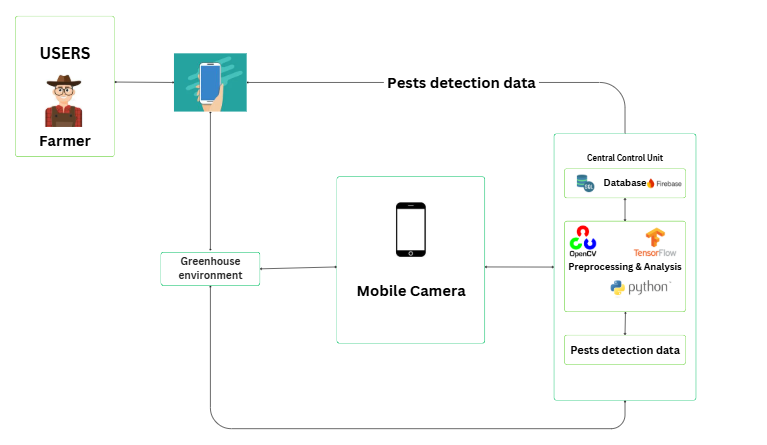 USERS
Farmer
Pests detection data
Greenhouse
environment
Mobile Camera
Central Control Unit
SQL
Database
Firebase
OpenCV
TensorFlow
Preprocessing & Analysis
python
Pests detection data